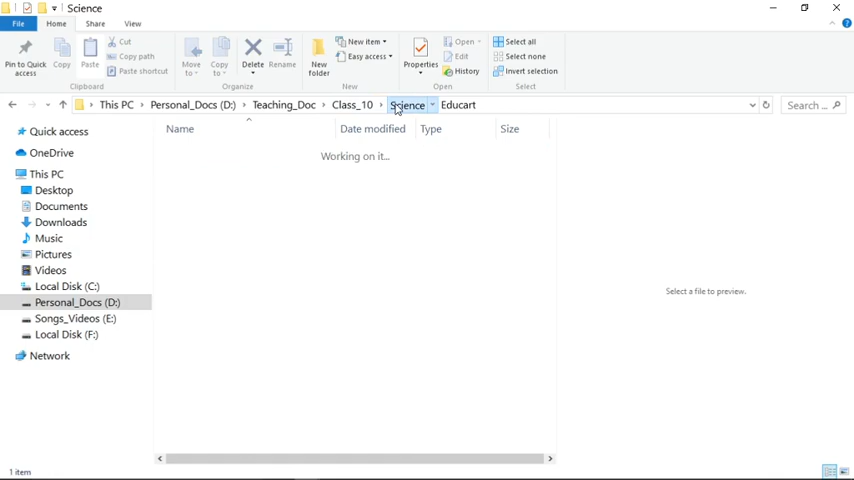 Science
File Home Share View
Pin to Quick access
Copy
Paste
Cut
Copy path
Paste shortcut
Clipboard
Move to
Copy to
Delete
Rename
Organize
New folder
New item
Easy access
New
Properties
Open
Edit
History
Open
Select all
Select none
Invert selection
Select
This PC Personal_Docs (D:) Teaching_Doc Class_10 Science Educart
Search ...
Name Date modified Type Size
Working on it...
Quick access
OneDrive
This PC
Desktop
Documents
Downloads
Music
Pictures
Videos
Local Disk (C:)
Personal_Docs (D:)
Songs_Videos (E:)
Local Disk (F:)
Network
Select a file to preview.
1 item